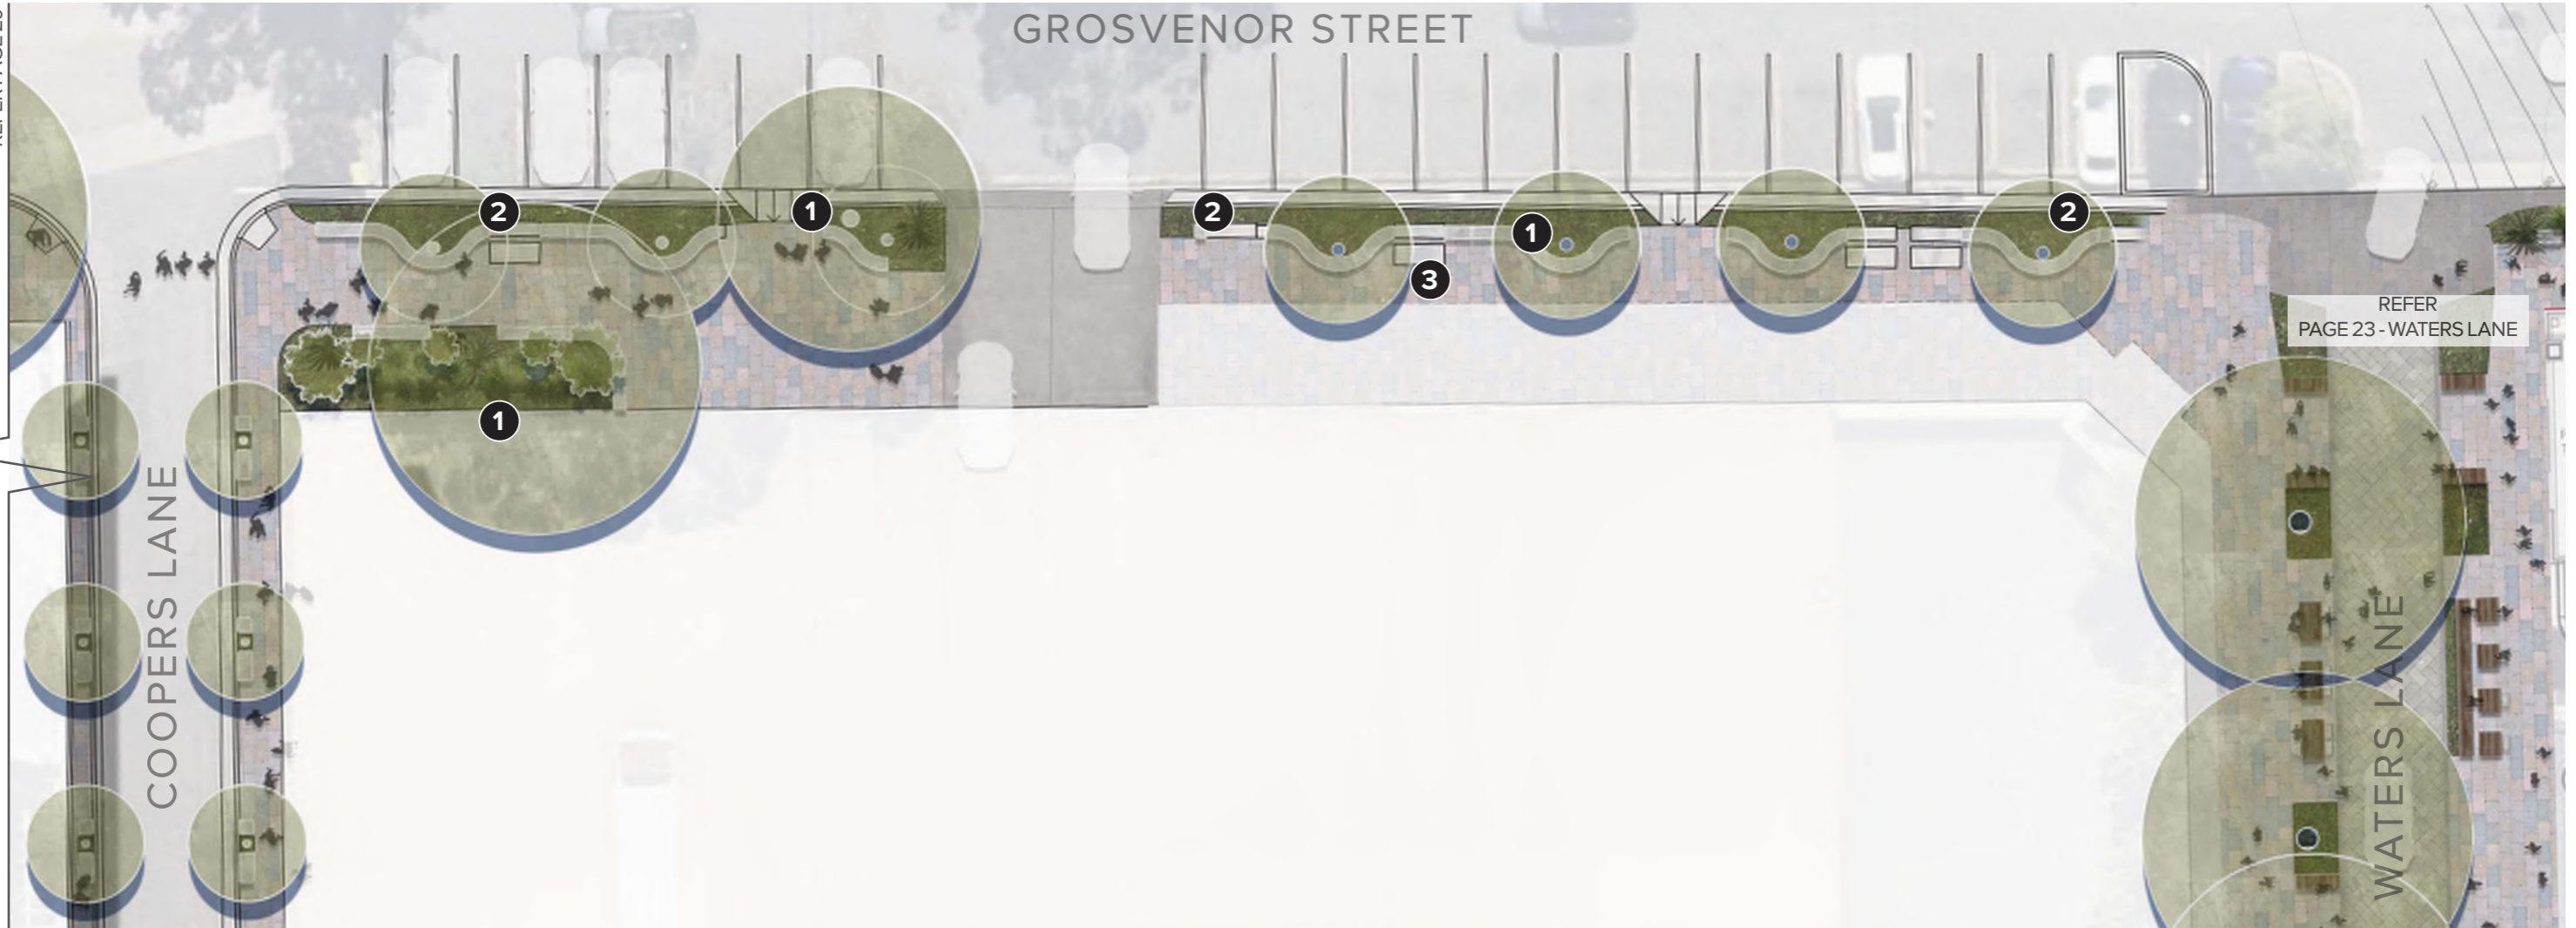 GROSVENOR STREET
2
1
2
1
2
3
REFER
PAGE 23 - WATERS LANE
1
COOPERS LANE
WATERS LANE